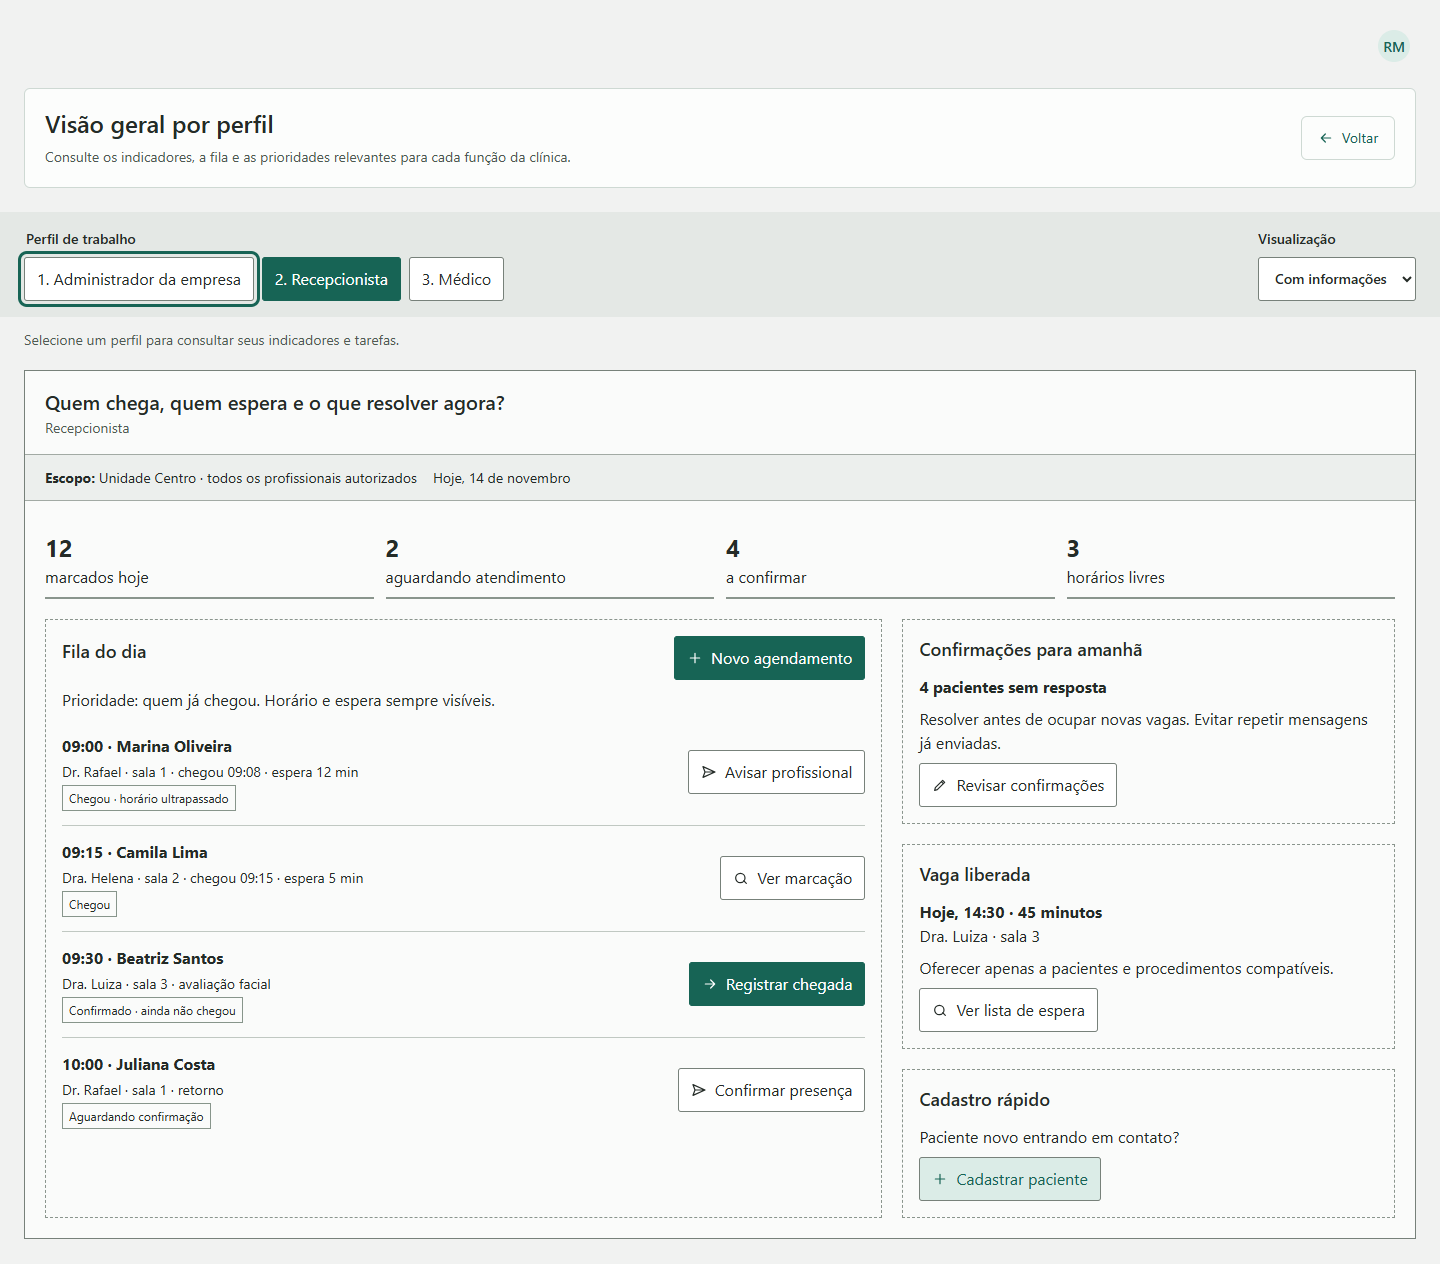 RM
Visão geral por perfil
Consulte os indicadores, a fila e as prioridades relevantes para cada função da clínica.
Voltar
Perfil de trabalho
Visualização
1. Administrador da empresa
2. Recepcionista
3. Médico
Com informações
Selecione um perfil para consultar seus indicadores e tarefas.
Quem chega, quem espera e o que resolver agora?
Recepcionista
Escopo: Unidade Centro · todos os profissionais autorizados Hoje, 14 de novembro
12
marcados hoje
2
aguardando atendimento
4
a confirmar
3
horários livres
Fila do dia
Novo agendamento
Prioridade: quem já chegou. Horário e espera sempre visíveis.
09:00 · Marina Oliveira
Dr. Rafael · sala 1 · chegou 09:08 · espera 12 min
Chegou · horário ultrapassado
Avisar profissional
09:15 · Camila Lima
Dra. Helena · sala 2 · chegou 09:15 · espera 5 min
Chegou
Ver marcação
09:30 · Beatriz Santos
Dra. Luiza · sala 3 · avaliação facial
Confirmado · ainda não chegou
Registrar chegada
10:00 · Juliana Costa
Dr. Rafael · sala 1 · retorno
Aguardando confirmação
Confirmar presença
Confirmações para amanhã
4 pacientes sem resposta
Resolver antes de ocupar novas vagas. Evitar repetir mensagens
já enviadas.
Revisar confirmações
Vaga liberada
Hoje, 14:30 · 45 minutos
Dra. Luiza · sala 3
Oferecer apenas a pacientes e procedimentos compatíveis.
Ver lista de espera
Cadastro rápido
Paciente novo entrando em contato?
Cadastrar paciente